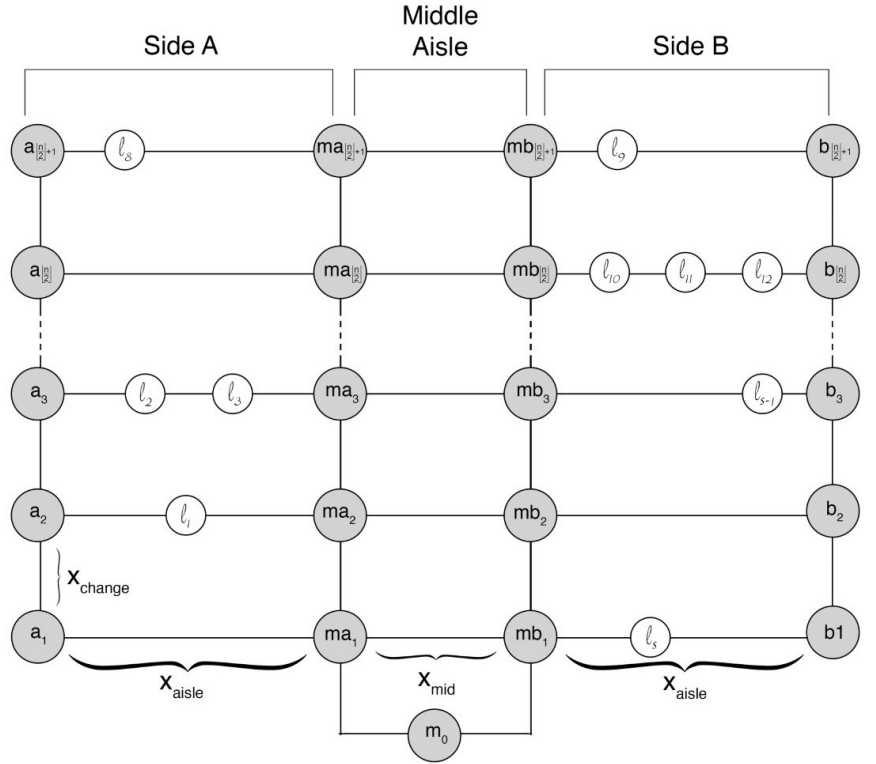 Middle
Aisle
Side A
Side B
a⌊n/2⌋+1 ℓ8 ma⌊n/2⌋+1 mb⌊n/2⌋+1 ℓ9 b⌊n/2⌋+1
a⌊n/2⌋ ma⌊n/2⌋ mb⌊n/2⌋ ℓ10 ℓ11 ℓ12 b⌊n/2⌋
a3 ℓ2 ℓ3 ma3 mb3 ℓs-1 b3
a2 ℓ1 ma2 mb2 b2
xchange
a1 ma1 mb1 ℓs b1
xaisle xmid xaisle
m0